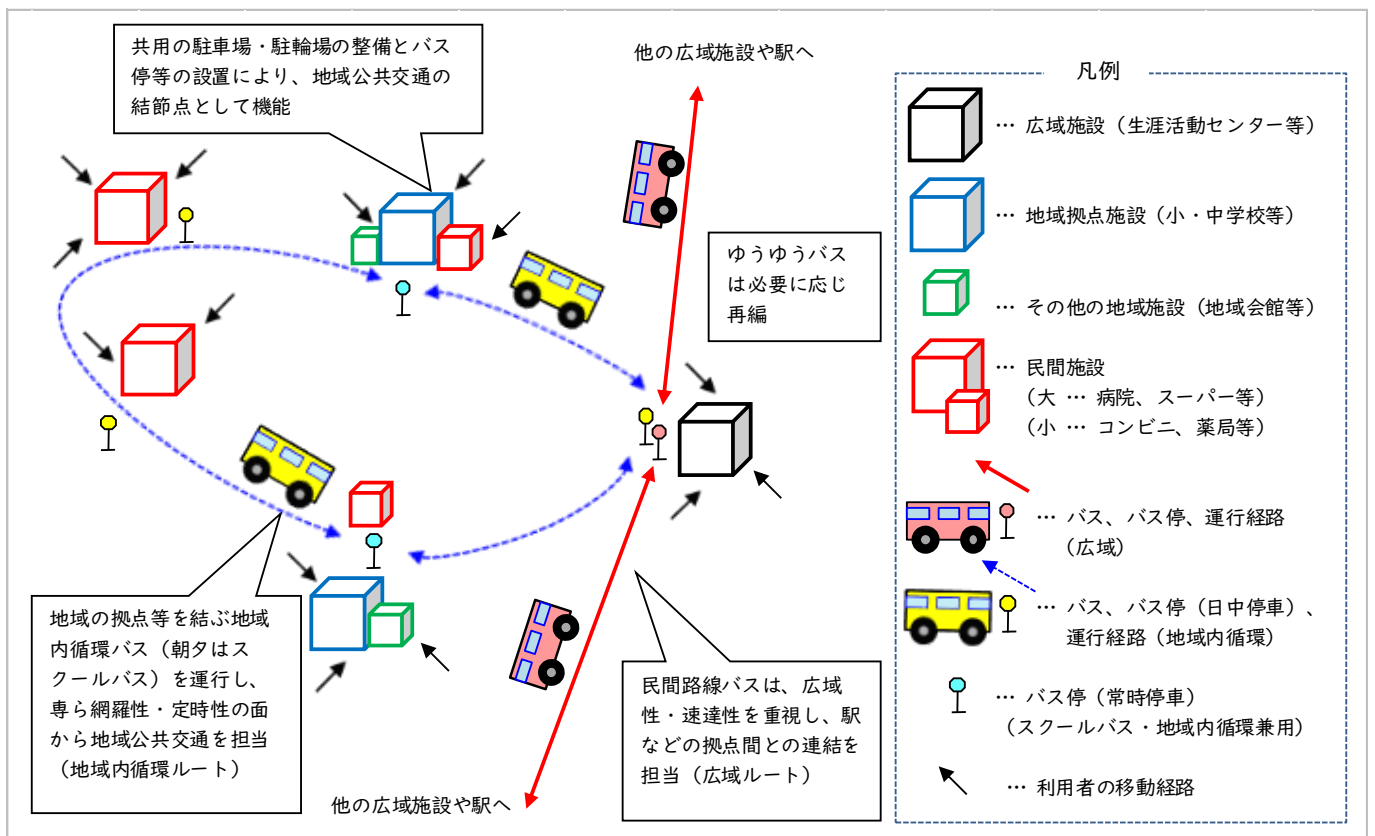 共用の駐車場・駐輪場の整備とバス
停等の設置により、地域公共交通の
結節点として機能
他の広域施設や駅へ
ゆうゆうバス
は必要に応じ
再編
地域の拠点等を結ぶ地域
内循環バス（朝夕はス
クールバス）を運行し、
専ら網羅性・定時性の面
から地域公共交通を担当
（地域内循環ルート）
民間路線バスは、広域
性・速達性を重視し、駅
などの拠点間との連結を
担当（広域ルート）
他の広域施設や駅へ
凡例
… 広域施設（生涯活動センター等）
… 地域拠点施設（小・中学校等）
… その他の地域施設（地域会館等）
… 民間施設
（大 … 病院、スーパー等）
（小 … コンビニ、薬局等）
… バス、バス停、運行経路
（広域）
… バス、バス停（日中停車）、
運行経路（地域内循環）
… バス停（常時停車）
（スクールバス・地域内循環兼用）
… 利用者の移動経路